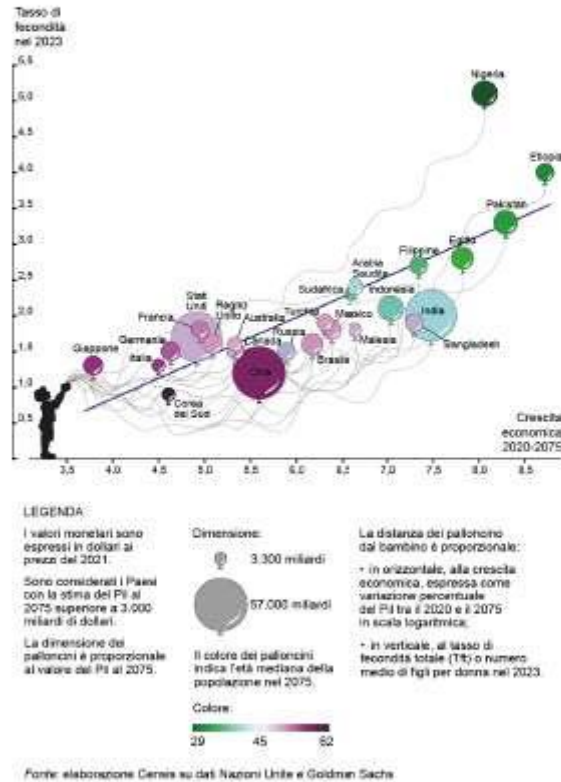 Tasso di
fecondità
nel 2023
5,5
5,0
4,5
4,0
3,5
3,0
2,5
2,0
1,5
1,0
0,5
Nigeria
Etiopia
Pakistan
Egitto
Filippine
Arabia
Saudita
Sudafrica
Indonesia
India
Bangladesh
Turchia
Messico
Malesia
Brasile
Russia
Australia
Canada
Regno
Unito
Stati
Uniti
Francia
Germania
Italia
Giappone
Cina
Corea
del Sud
Crescita
economica
2020-2075
3,5
4,0
4,5
5,0
5,5
6,0
6,5
7,0
7,5
8,0
8,5
LEGENDA
I valori monetari sono
espressi in dollari ai
prezzi del 2021.
Sono considerati i Paesi
con la stima del Pil al
2075 superiore a 3.000
miliardi di dollari.
La dimensione dei
palloncini è proporzionale
al valore del Pil al 2075.
Dimensione:
3.300 miliardi
57.000 miliardi
Il colore dei palloncini
indica l'età mediana della
popolazione nel 2075.
Colore:
29
45
62
La distanza dei palloncino
dal bambino è proporzionale:
• in orizzontale, alla crescita
economica, espressa come
variazione percentuale
del Pil tra il 2020 e il 2075
in scala logaritmica;
• in verticale, al tasso di
fecondità totale (Tft) o numero
medio di figli per donna nel 2023.
Fonte: elaborazione Censis su dati Nazioni Unite e Goldman Sachs